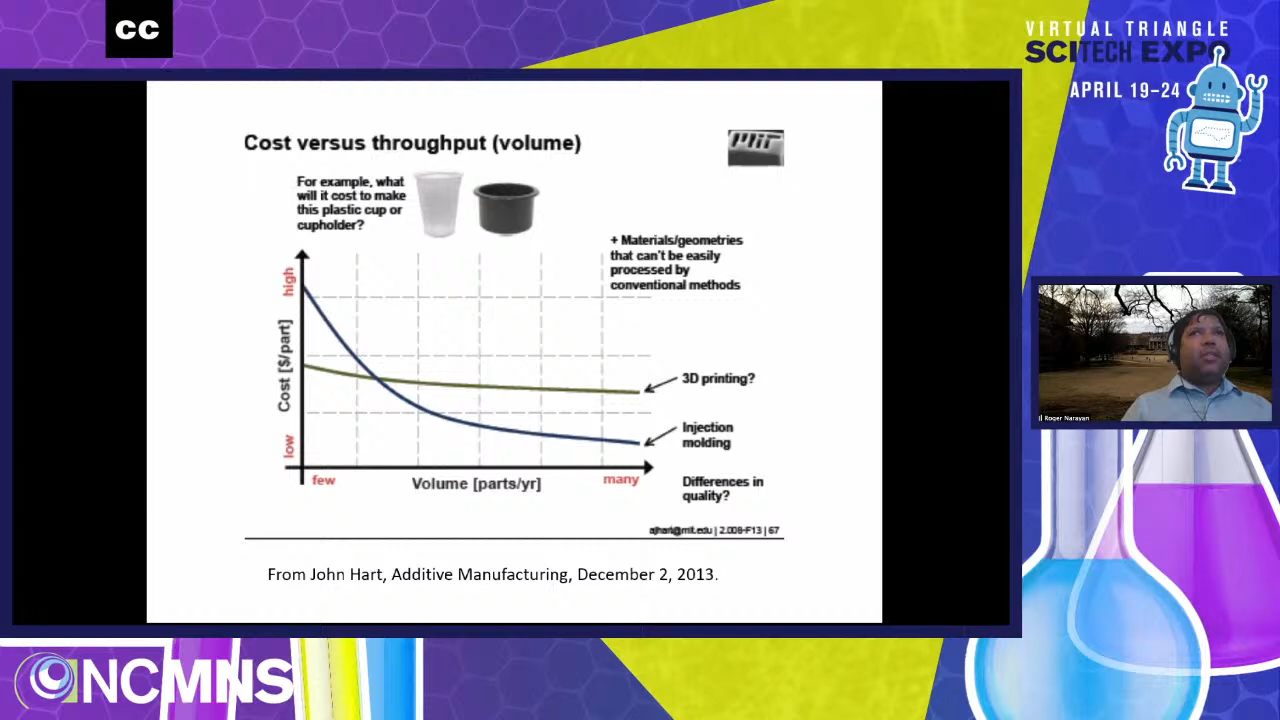 CC
VIRTUAL TRIANGLE
SCITECH EXPO
APRIL 19–24
Cost versus throughput (volume)
MIT
For example, what
will it cost to make
this plastic cup or
cupholder?
+ Materials/geometries
that can't be easily
processed by
conventional methods
high
Cost [$/part]
low
3D printing?
Injection
molding
few
Volume [parts/yr]
many
Differences in
quality?
ajhart@mit.edu | 2.008-F13 | 67
From John Hart, Additive Manufacturing, December 2, 2013.
Roger Narayan
NCMNS